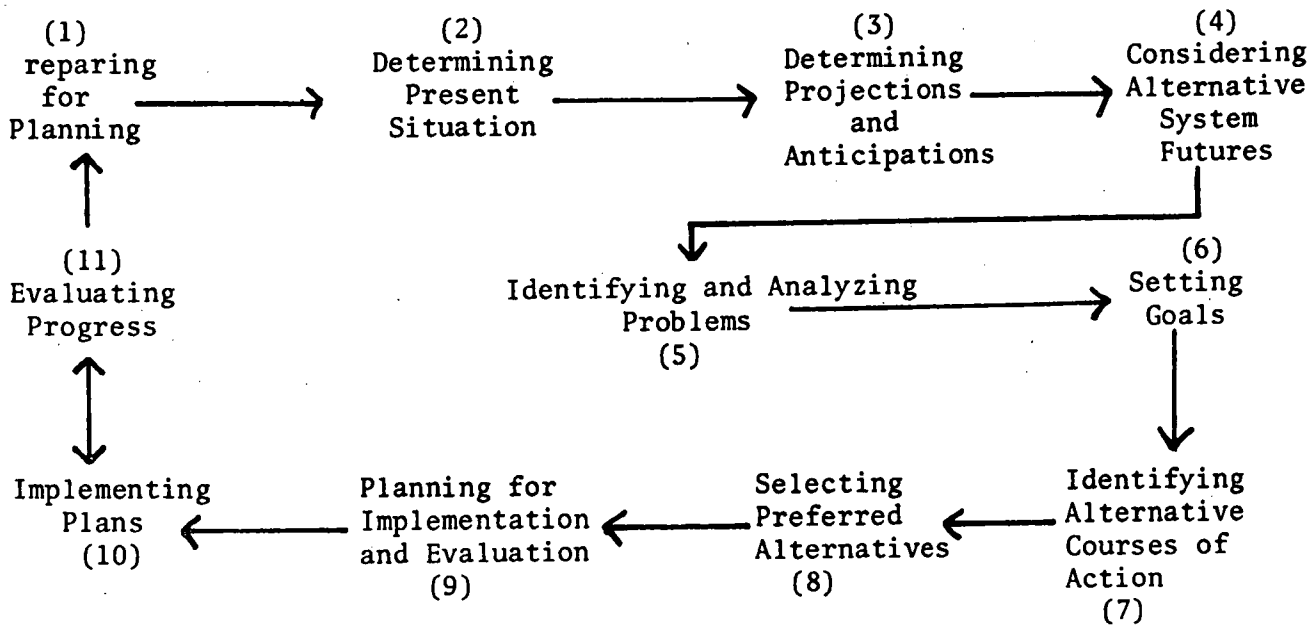 (1)
reparing
for
Planning
(2)
Determining
Present
Situation
(3)
Determining
Projections
and
Anticipations
(4)
Considering
Alternative
System
Futures
Identifying and Analyzing
Problems
(5)
(6)
Setting
Goals
Identifying
Alternative
Courses of
Action
(7)
Selecting
Preferred
Alternatives
(8)
Planning for
Implementation
and Evaluation
(9)
Implementing
Plans
(10)
(11)
Evaluating
Progress